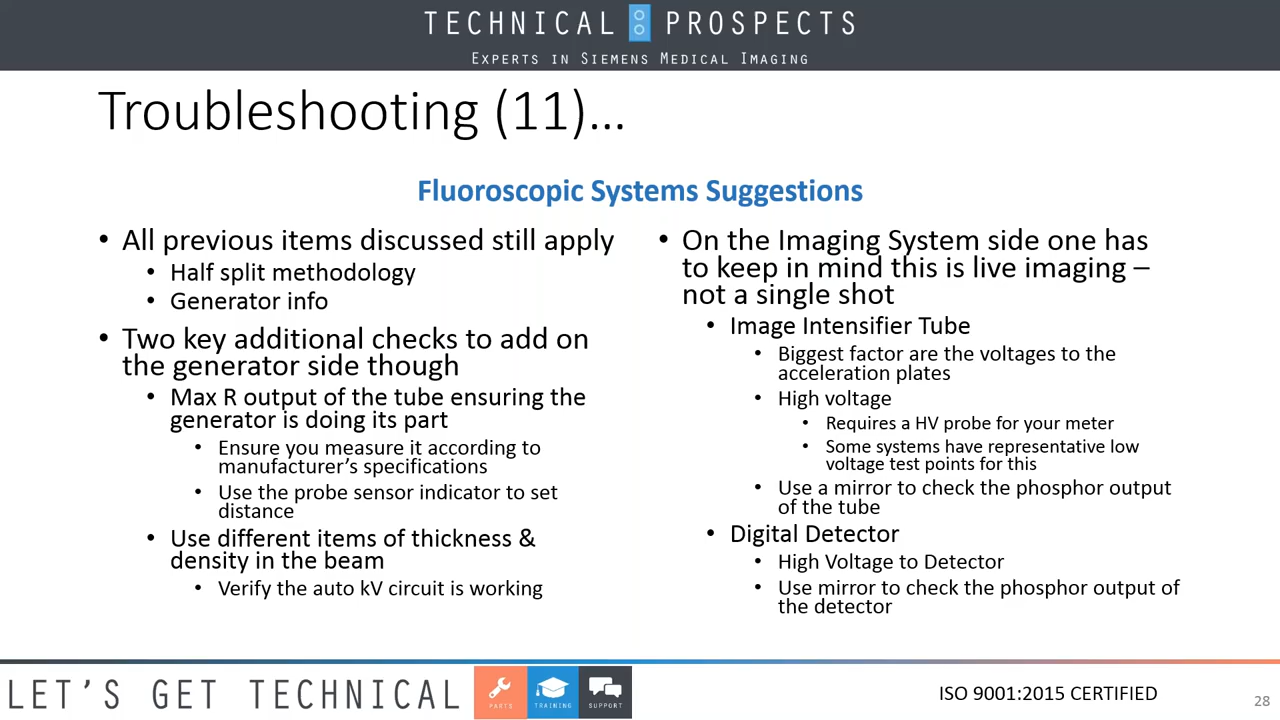 TECHNICAL PROSPECTS
EXPERTS IN SIEMENS MEDICAL IMAGING
Troubleshooting (11)…
Fluoroscopic Systems Suggestions
• All previous items discussed still apply
• Half split methodology
• Generator info
• Two key additional checks to add on
the generator side though
• Max R output of the tube ensuring the
generator is doing its part
• Ensure you measure it according to
manufacturer's specifications
• Use the probe sensor indicator to set
distance
• Use different items of thickness &
density in the beam
• Verify the auto kV circuit is working
• On the Imaging System side one has
to keep in mind this is live imaging –
not a single shot
• Image Intensifier Tube
• Biggest factor are the voltages to the
acceleration plates
• High voltage
• Requires a HV probe for your meter
• Some systems have representative low
voltage test points for this
• Use a mirror to check the phosphor output
of the tube
• Digital Detector
• High Voltage to Detector
• Use mirror to check the phosphor output of
the detector
LET'S GET TECHNICAL
PARTS
TRAINING
SUPPORT
ISO 9001:2015 CERTIFIED
28